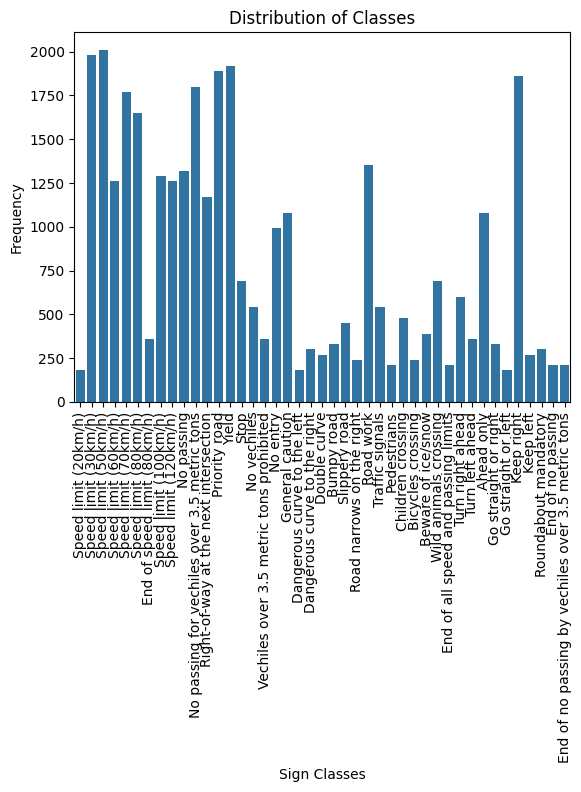 Distribution of Classes
Frequency
2000
1750
1500
1250
1000
750
500
250
0
Speed limit (20km/h)
Speed limit (30km/h)
Speed limit (50km/h)
Speed limit (60km/h)
Speed limit (70km/h)
Speed limit (80km/h)
End of speed limit (80km/h)
Speed limit (100km/h)
Speed limit (120km/h)
No passing
No passing for vechiles over 3.5 metric tons
Right-of-way at the next intersection
Priority road
Yield
Stop
No vechiles
Vechiles over 3.5 metric tons prohibited
No entry
General caution
Dangerous curve to the left
Dangerous curve to the right
Double curve
Bumpy road
Slippery road
Road narrows on the right
Road work
Traffic signals
Pedestrians
Children crossing
Bicycles crossing
Beware of ice/snow
Wild animals crossing
End of all speed and passing limits
Turn right ahead
Turn left ahead
Ahead only
Go straight or right
Go straight or left
Keep right
Keep left
Roundabout mandatory
End of no passing
End of no passing by vechiles over 3.5 metric tons
Sign Classes